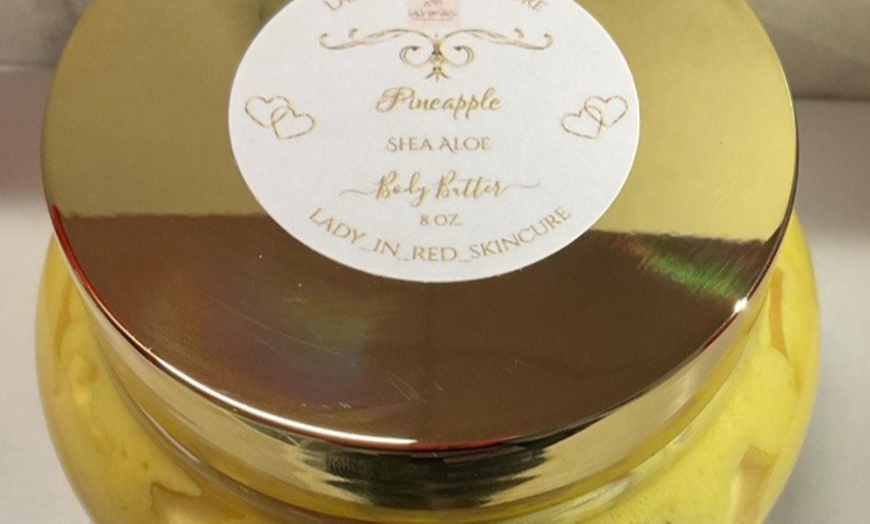 Pineapple
SHEA ALOE
Body Butter
8 OZ.
LADY_IN_RED_SKINCURE